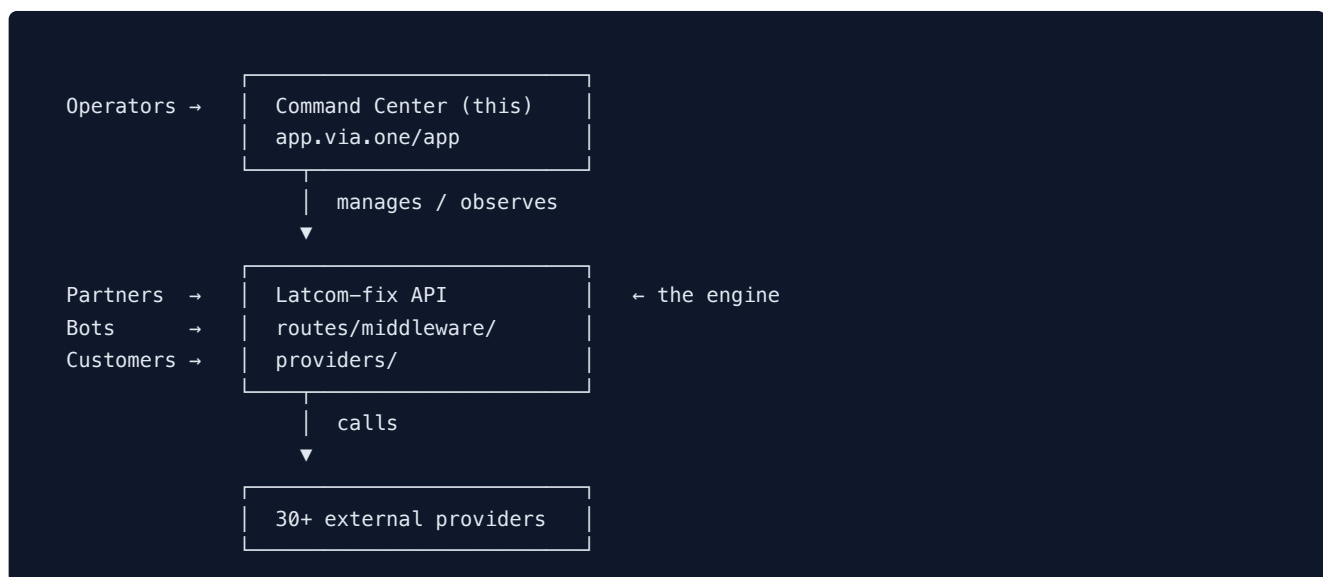 Operators → Command Center (this)
app.via.one/app
manages / observes
▼
Partners → Latcom-fix API ← the engine
Bots → routes/middleware/
Customers → providers/
calls
▼
30+ external providers